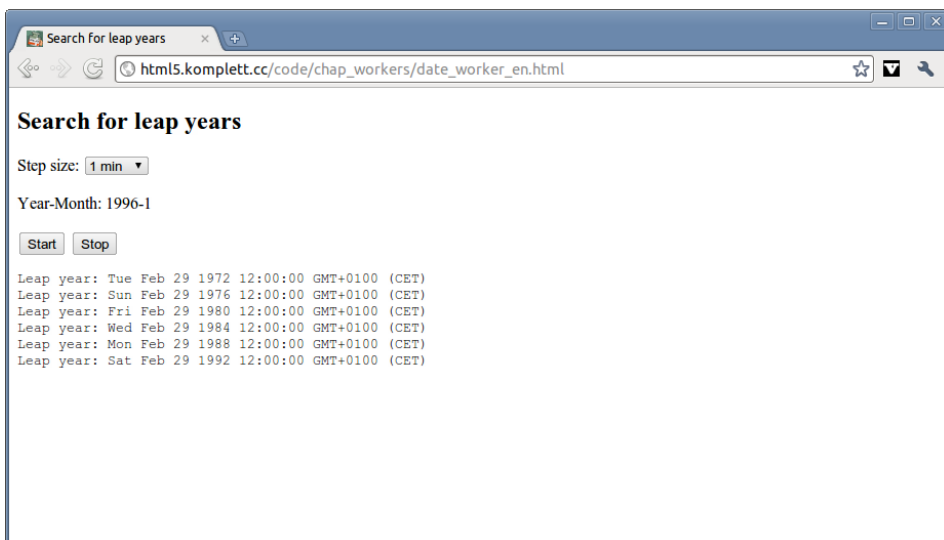 Search for leap years
html5.komplett.cc/code/chap_workers/date_worker_en.html
Search for leap years
Step size: 1 min
Year-Month: 1996-1
Start Stop
Leap year: Tue Feb 29 1972 12:00:00 GMT+0100 (CET)
Leap year: Sun Feb 29 1976 12:00:00 GMT+0100 (CET)
Leap year: Fri Feb 29 1980 12:00:00 GMT+0100 (CET)
Leap year: Wed Feb 29 1984 12:00:00 GMT+0100 (CET)
Leap year: Mon Feb 29 1988 12:00:00 GMT+0100 (CET)
Leap year: Sat Feb 29 1992 12:00:00 GMT+0100 (CET)